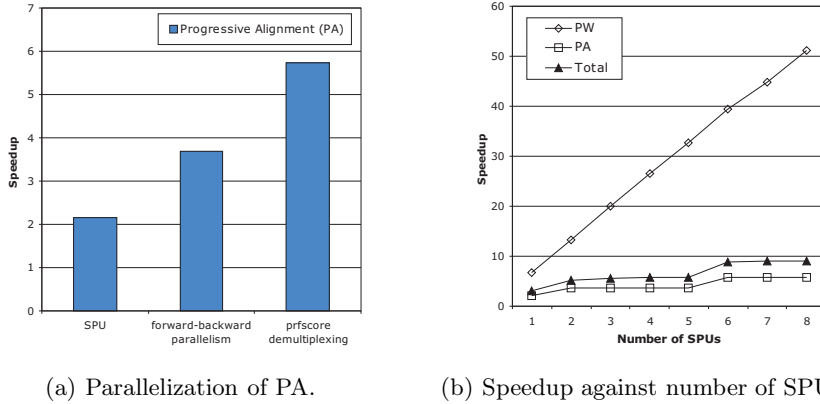 Progressive Alignment (PA)
7
6
5
4
3
2
1
0
Speedup
SPU
forward-backward parallelism
prfscore demultiplexing
(a) Parallelization of PA.
PW
PA
Total
60
50
40
30
20
10
0
Speedup
1 2 3 4 5 6 7 8
Number of SPUs
(b) Speedup against number of SPU